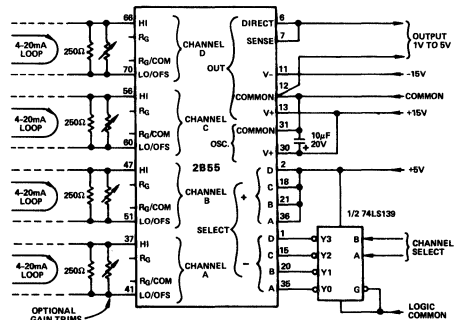 66 HI
DIRECT 6
RG
CHANNEL D
SENSE 7
OUTPUT
1V TO 5V
4–20mA LOOP
250Ω
RG/COM
OUT
70 LO/OFS
V– 11
–15V
12
56 HI
COMMON
COMMON
RG
CHANNEL C
V+ 13
+15V
4–20mA LOOP
250Ω
RG/COM
COMMON 31
OSC.
10μF
20V
60 LO/OFS
V+ 30
2B55
47 HI
D 2
+5V
RG
CHANNEL B
+
C 18
4–20mA LOOP
250Ω
RG/COM
B 21
1/2 74LS139
51 LO/OFS
A 36
SELECT
37 HI
D 1
Y3
B
CHANNEL SELECT
RG
CHANNEL A
–
C 15
Y2
A
4–20mA LOOP
250Ω
RG/COM
B 20
Y1
41 LO/OFS
A 35
Y0
G
OPTIONAL
GAIN TRIMS
LOGIC
COMMON